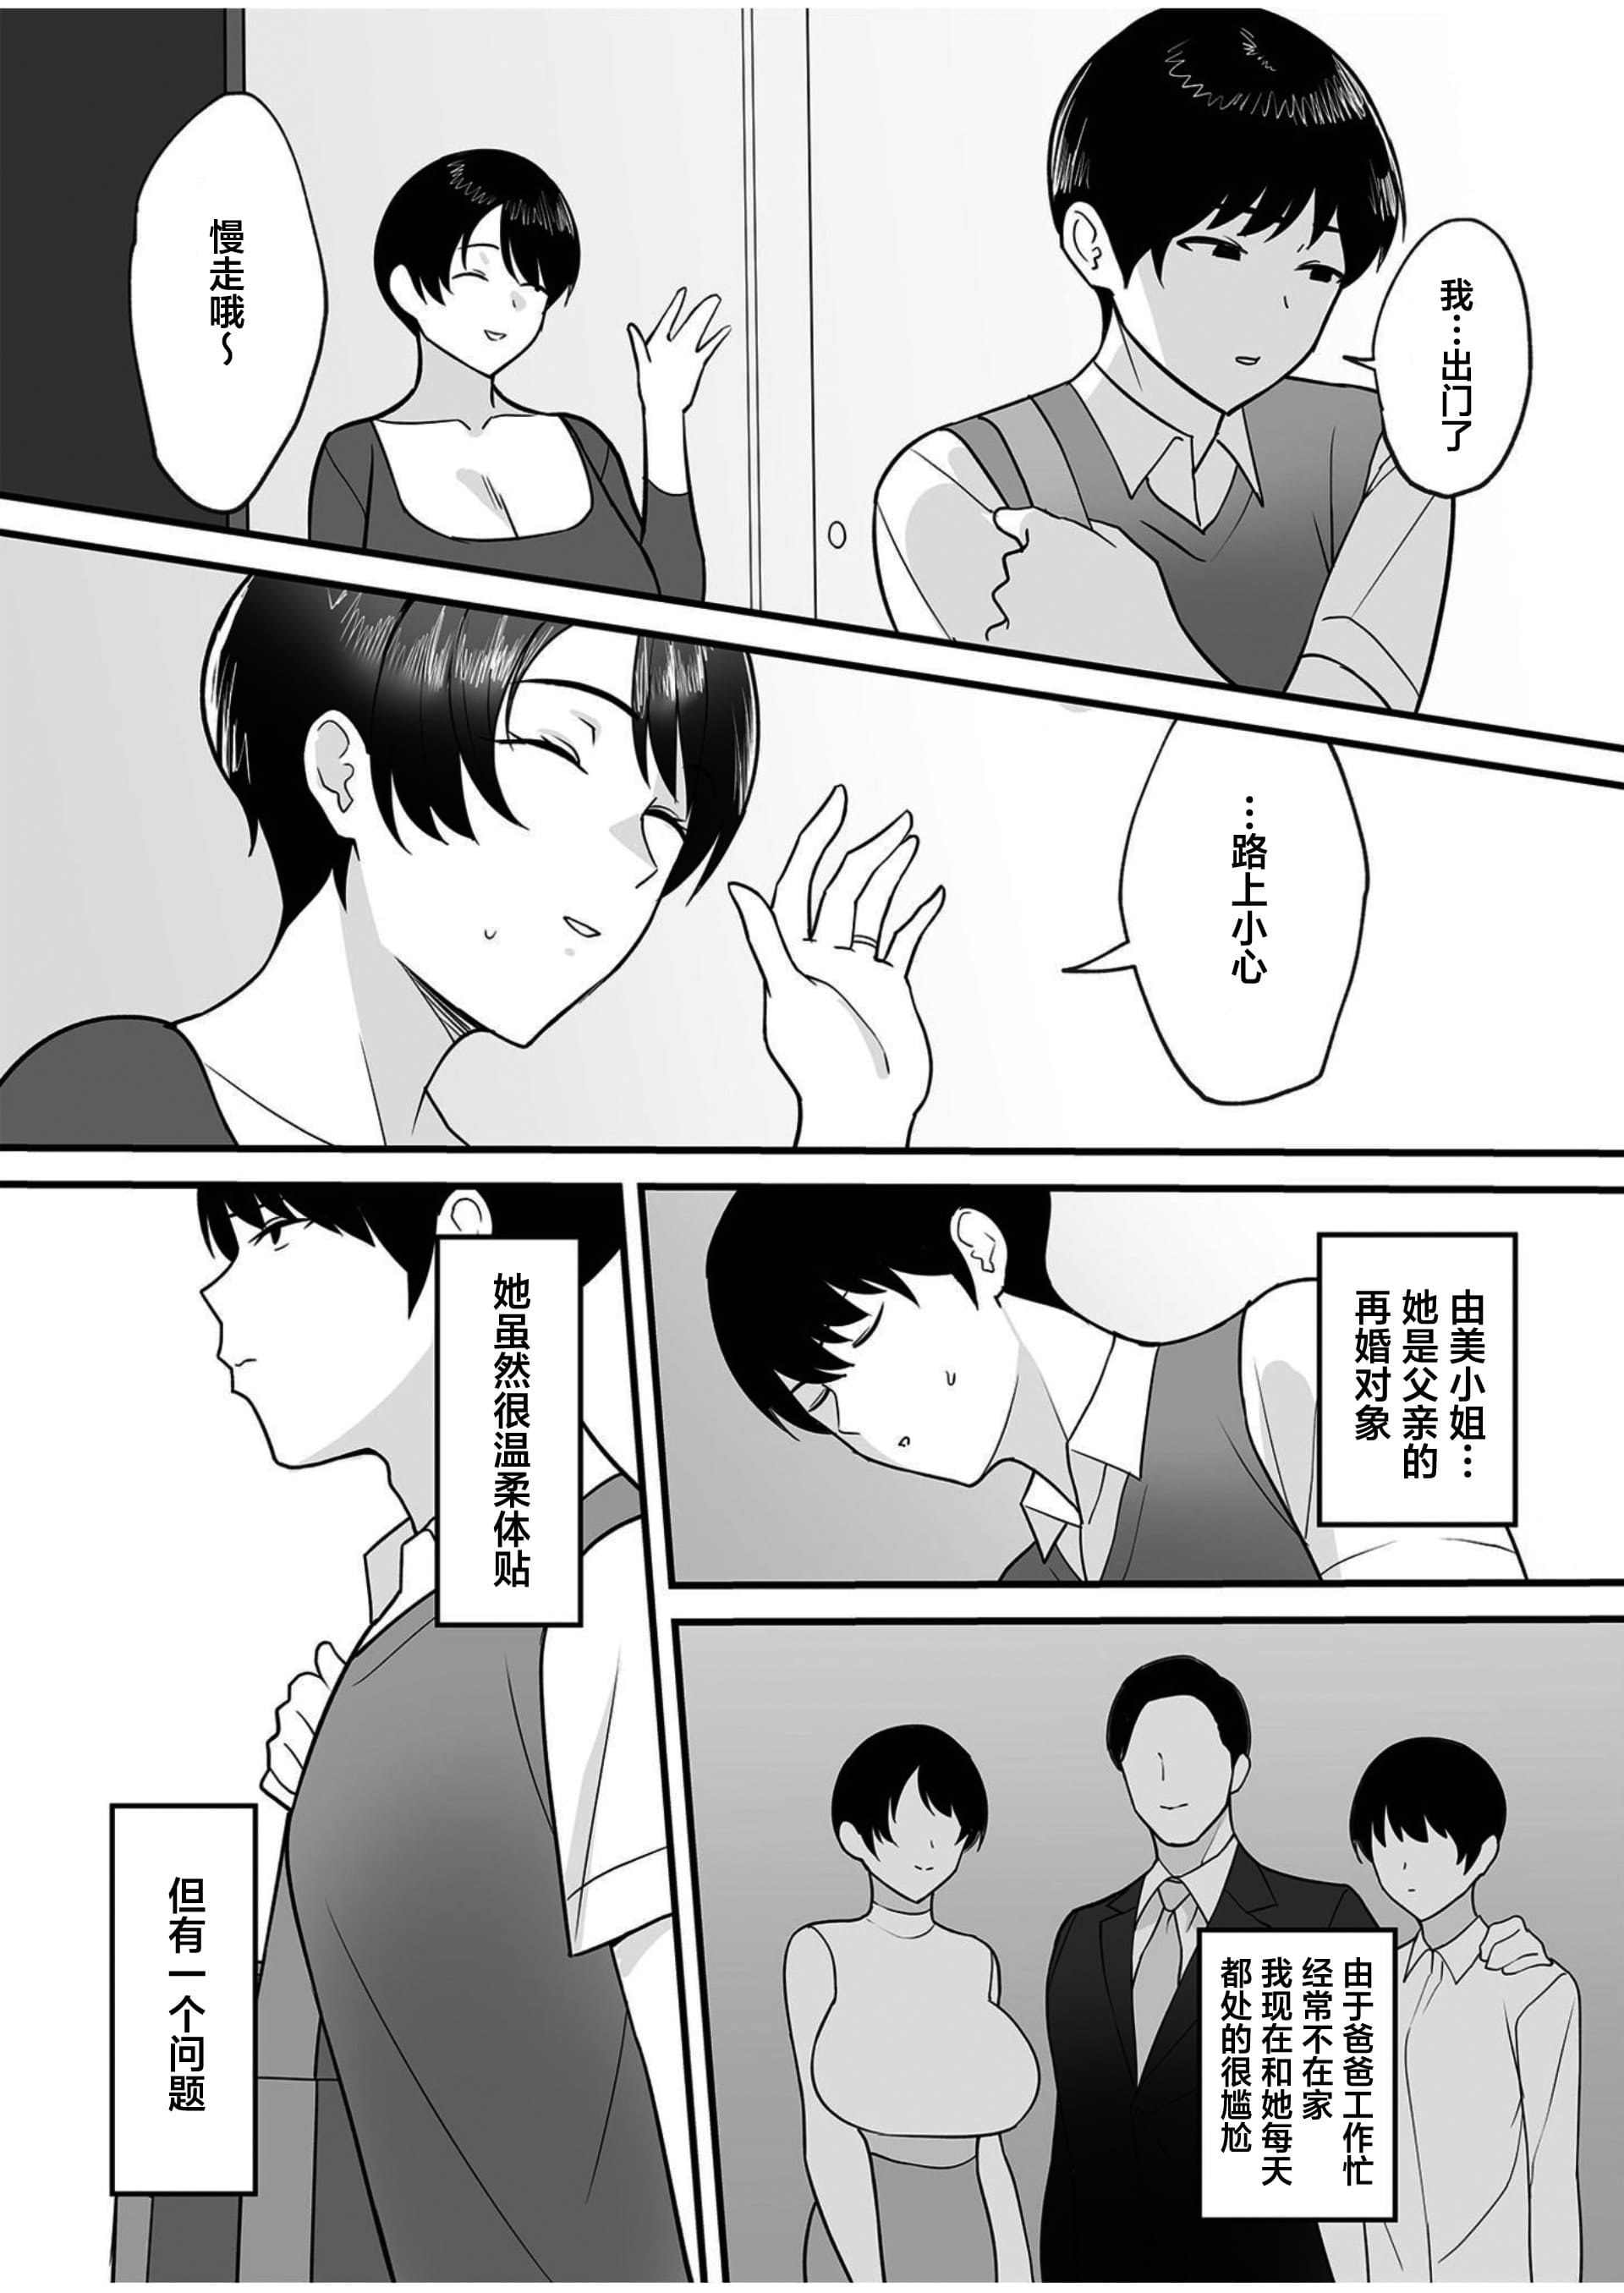 我…出门了
慢走哦～
…路上小心
由美小姐…
她是父亲的
再婚对象
由于爸爸工作忙
经常不在家
我现在和她每天
都处的很尴尬
她虽然很温柔体贴
但有一个问题